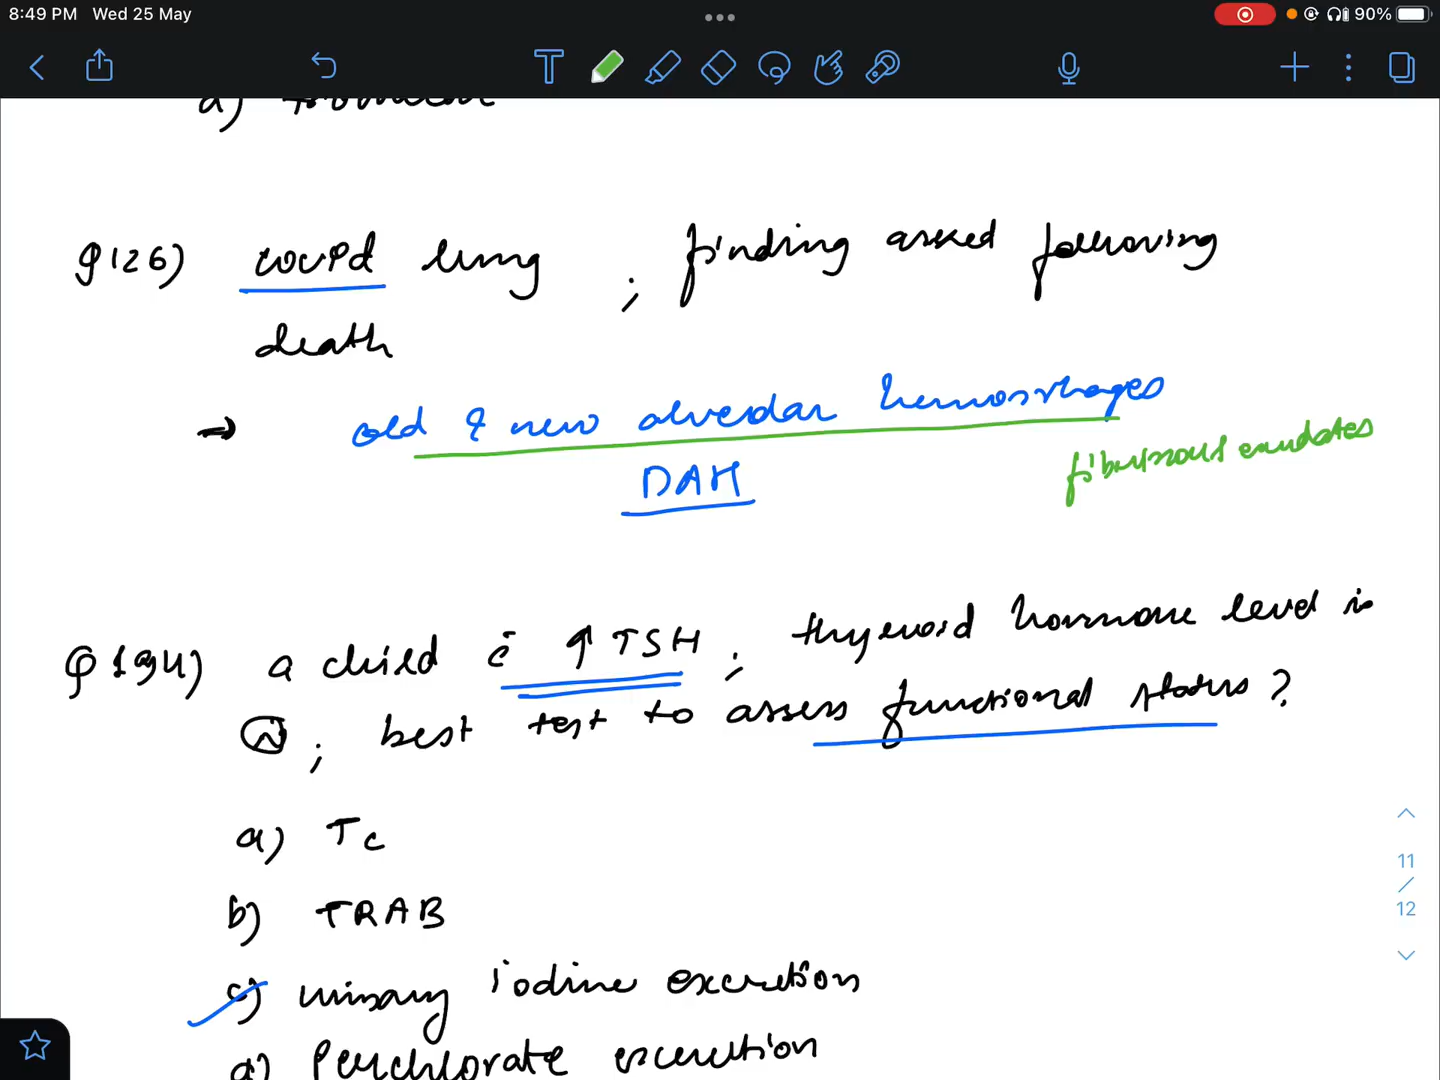 8:49 PM Wed 25 May
90%
Q126) covid lung ; finding asked following
death
→ old & new alveolar hemorrhages
fibrinous exudates
DAH
Q194) a child c̄ ↑ TSH ; thyroid hormone level is
N ; best test to assess functional status ?
a) Tc
b) TRAB
c) urinary iodine excretion
d) Perchlorate excretion
11
/
12